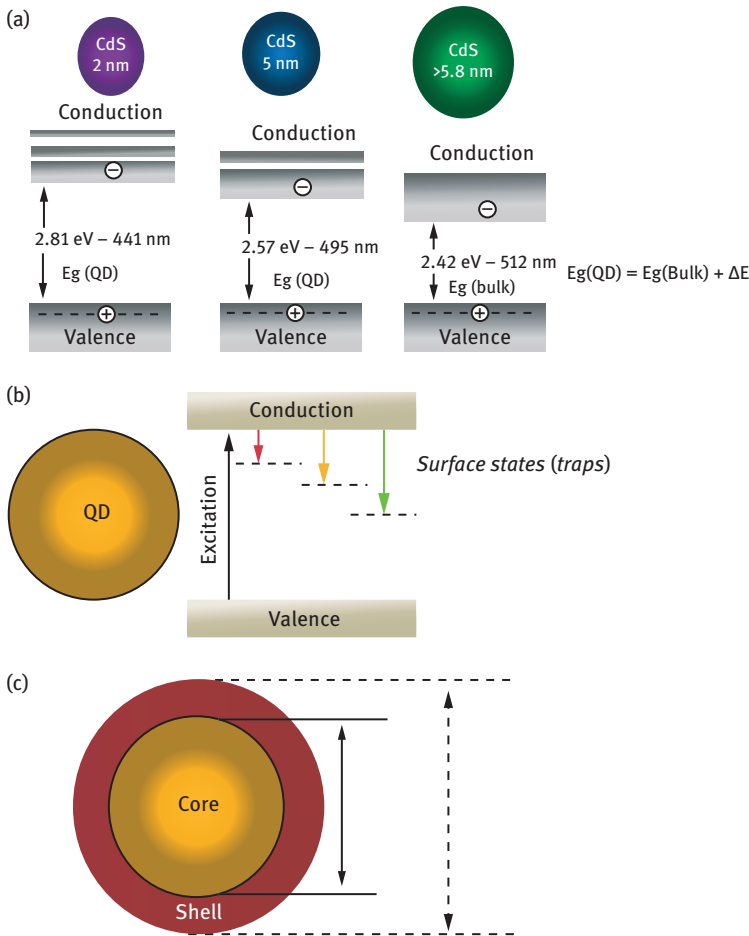 (a)
CdS
2 nm
CdS
5 nm
CdS
>5.8 nm
Conduction
Conduction
Conduction
−
−
−
2.81 eV – 441 nm
Eg (QD)
2.57 eV – 495 nm
Eg (QD)
2.42 eV – 512 nm
Eg (bulk)
Eg(QD) = Eg(Bulk) + ΔE
+
Valence
+
Valence
+
Valence
(b)
QD
Conduction
Excitation
Surface states (traps)
Valence
(c)
Core
Shell